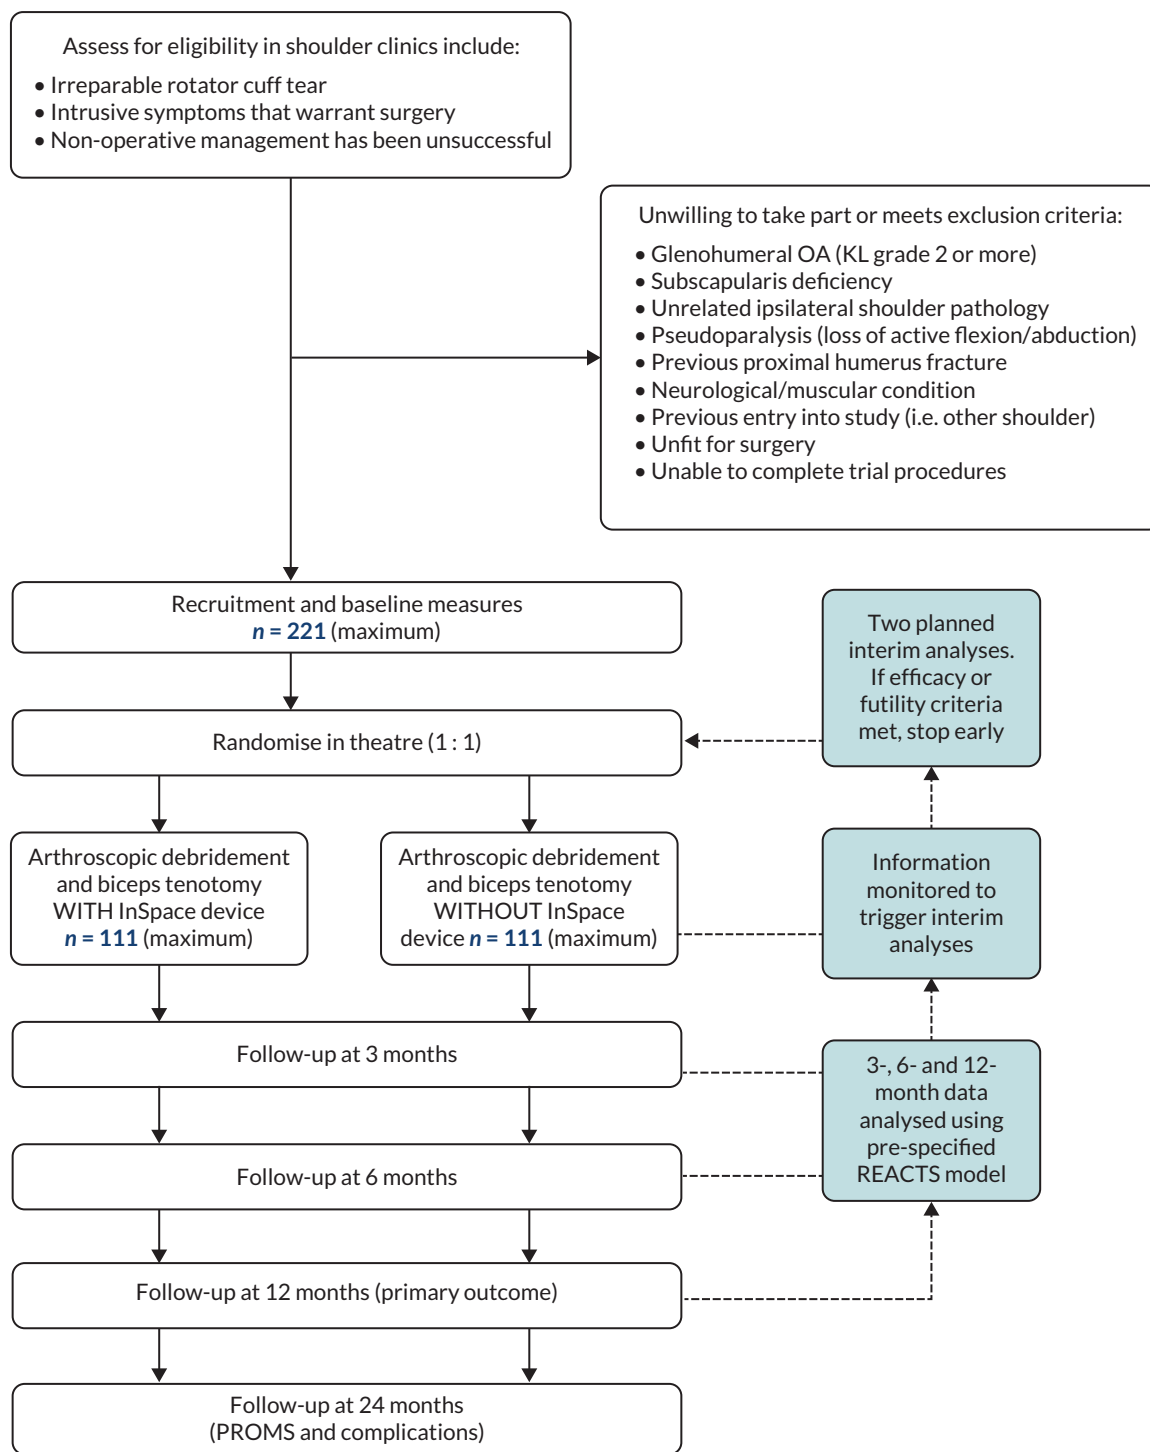 Assess for eligibility in shoulder clinics include:
• Irreparable rotator cuff tear
• Intrusive symptoms that warrant surgery
• Non-operative management has been unsuccessful
Unwilling to take part or meets exclusion criteria:
• Glenohumeral OA (KL grade 2 or more)
• Subscapularis deficiency
• Unrelated ipsilateral shoulder pathology
• Pseudoparalysis (loss of active flexion/abduction)
• Previous proximal humerus fracture
• Neurological/muscular condition
• Previous entry into study (i.e. other shoulder)
• Unfit for surgery
• Unable to complete trial procedures
Recruitment and baseline measures
n = 221 (maximum)
Randomise in theatre (1 : 1)
Arthroscopic debridement
and biceps tenotomy
WITH InSpace device
n = 111 (maximum)
Arthroscopic debridement
and biceps tenotomy
WITHOUT InSpace
device n = 111 (maximum)
Follow-up at 3 months
Follow-up at 6 months
Follow-up at 12 months (primary outcome)
Follow-up at 24 months
(PROMS and complications)
Two planned
interim analyses.
If efficacy or
futility criteria
met, stop early
Information
monitored to
trigger interim
analyses
3-, 6- and 12-
month data
analysed using
pre-specified
REACTS model